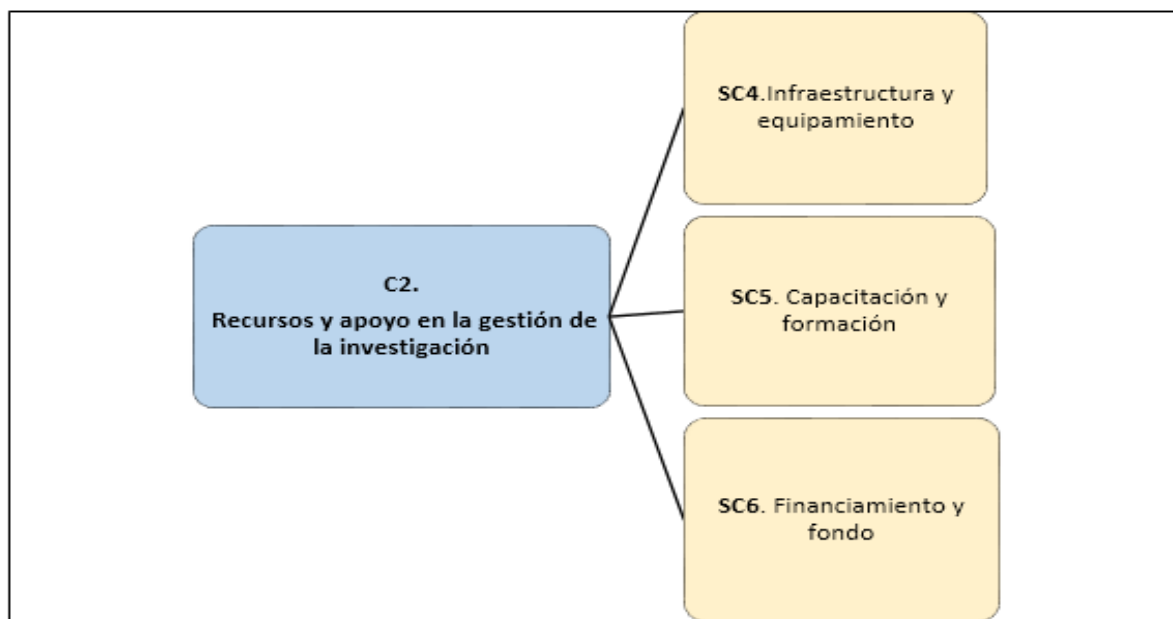 SC4.Infraestructura y
equipamiento
C2.
Recursos y apoyo en la gestión de
la investigación
SC5. Capacitación y
formación
SC6. Financiamiento y
fondo